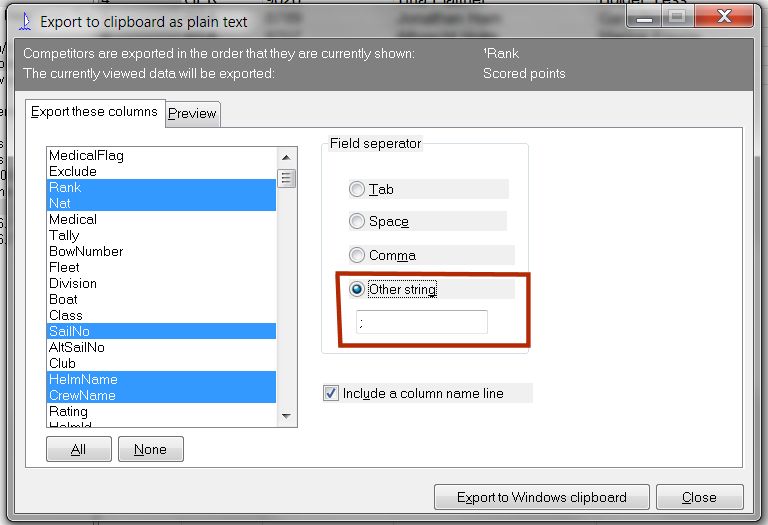 Export to clipboard as plain text
Competitors are exported in the order that they are currently shown: ¹Rank
The currently viewed data will be exported: Scored points
Export these columns Preview
MedicalFlag
Exclude
Rank
Nat
Medical
Tally
BowNumber
Fleet
Division
Boat
Class
SailNo
AltSailNo
Club
HelmName
CrewName
Rating
HelmId
All None
Field seperator
Tab
Space
Comma
Other string
;
Include a column name line
Export to Windows clipboard Close